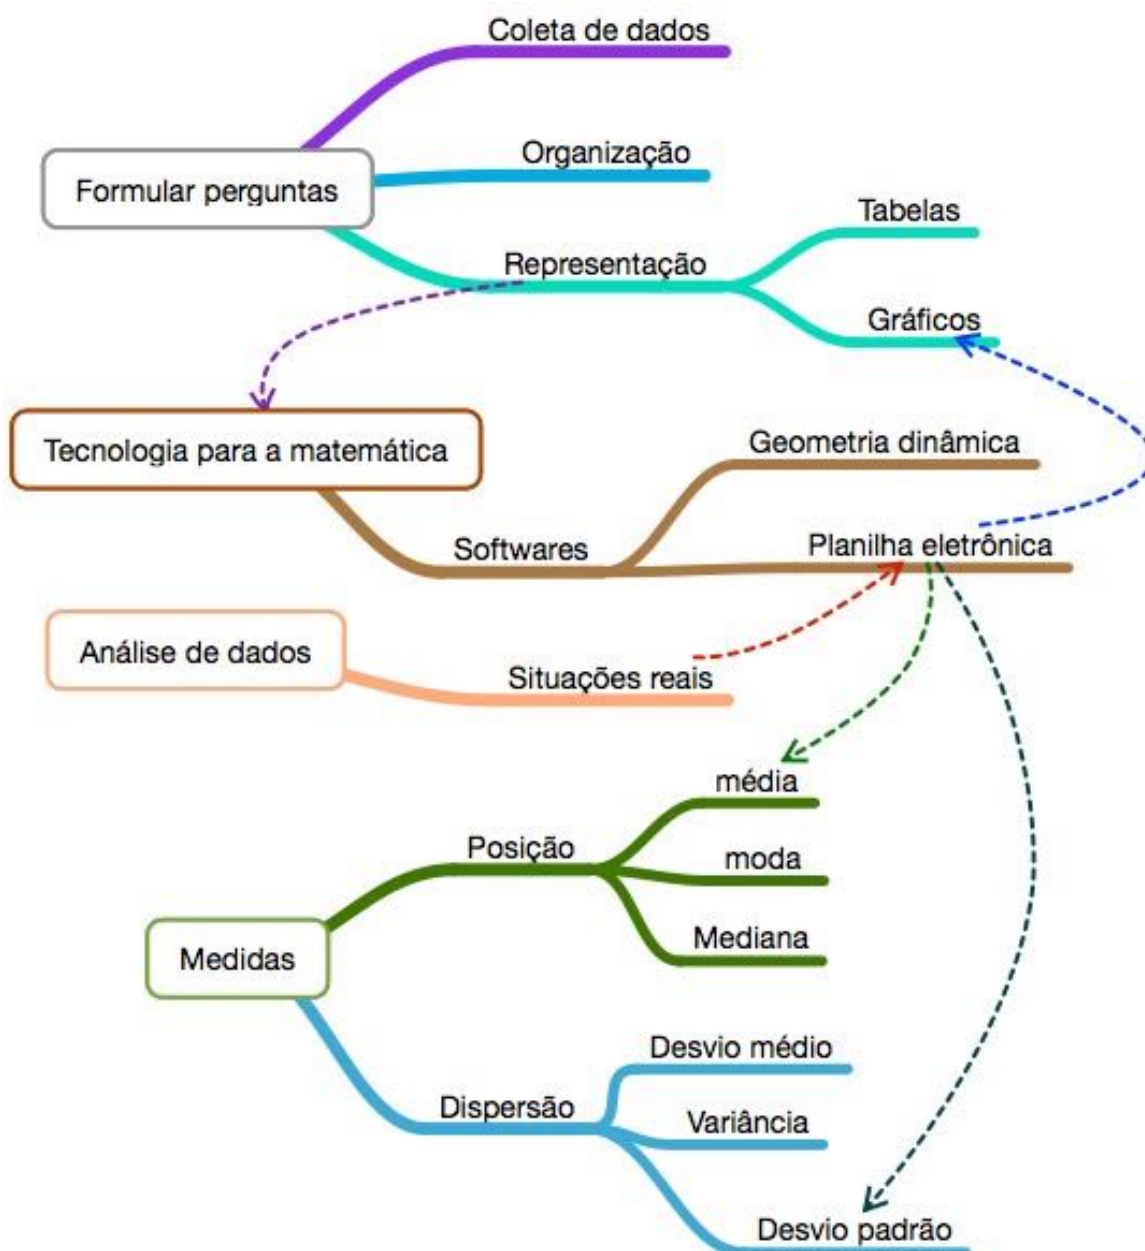 Coleta de dados
Organização
Formular perguntas
Tabelas
Representação
Gráficos
Tecnologia para a matemática
Geometria dinâmica
Softwares
Planilha eletrônica
Análise de dados
Situações reais
média
Posição
moda
Mediana
Medidas
Desvio médio
Dispersão
Variância
Desvio padrão